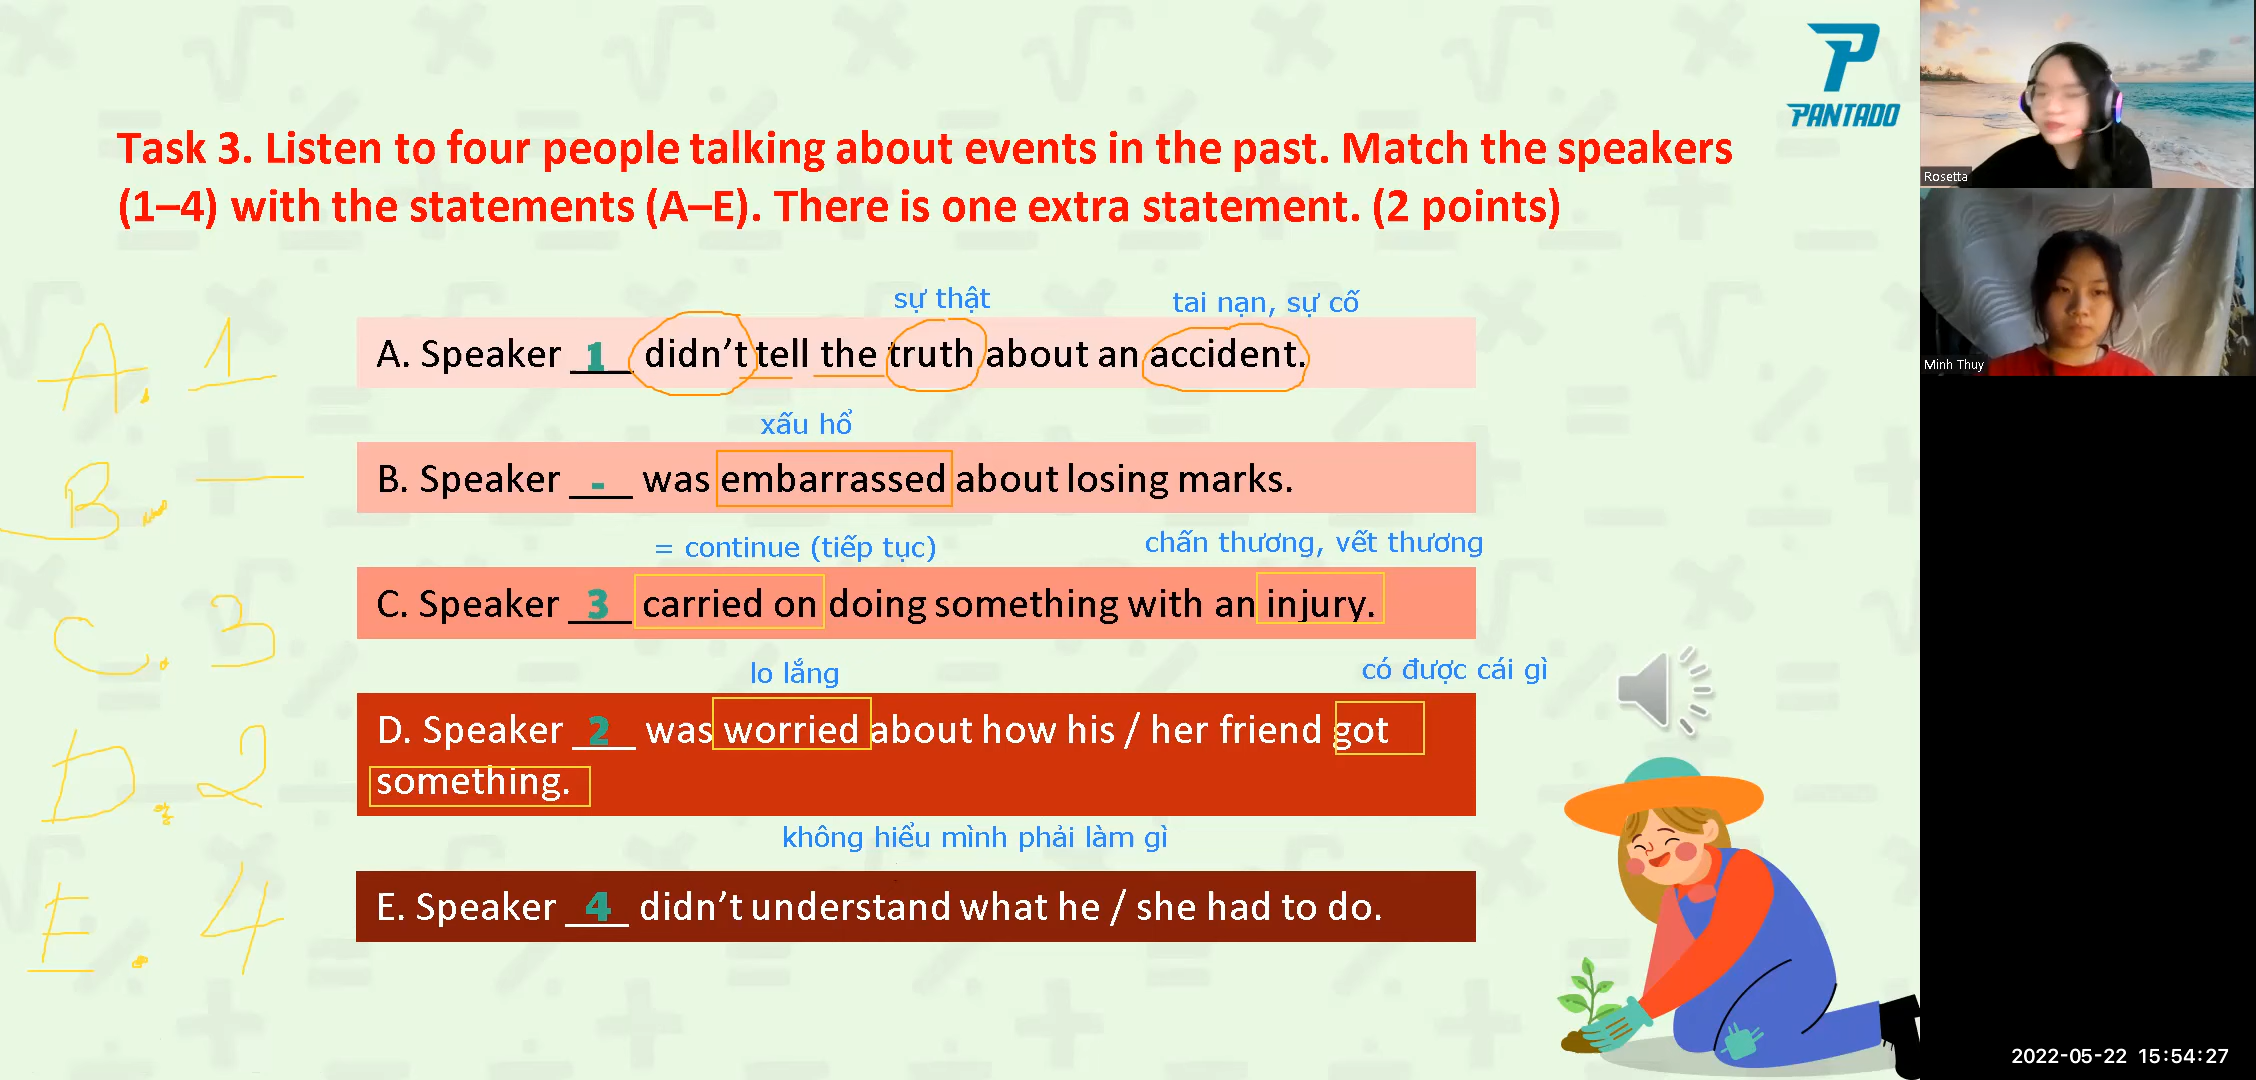 PANTADO
Task 3. Listen to four people talking about events in the past. Match the speakers
(1–4) with the statements (A–E). There is one extra statement. (2 points)
sự thật
tai nạn, sự cố
A. 1
A. Speaker 1 didn't tell the truth about an accident.
xấu hổ
B. –
B. Speaker - was embarrassed about losing marks.
= continue (tiếp tục)
chấn thương, vết thương
C. 3
C. Speaker 3 carried on doing something with an injury.
lo lắng
có được cái gì
D. 2
D. Speaker 2 was worried about how his / her friend got
something.
không hiểu mình phải làm gì
E. 4
E. Speaker 4 didn't understand what he / she had to do.
Rosetta
Minh Thuy
2022-05-22 15:54:27